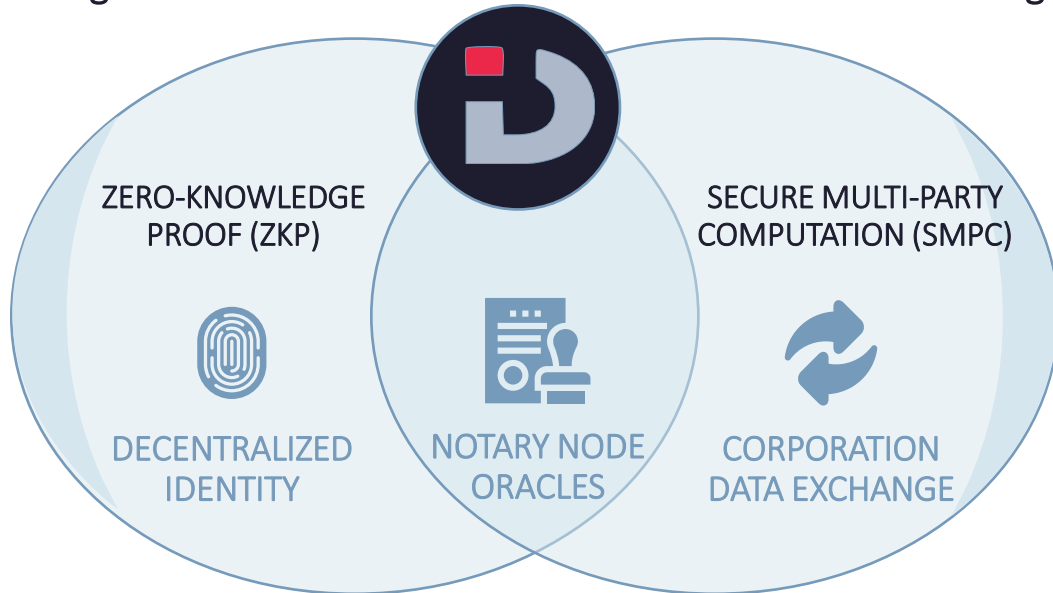 ZERO-KNOWLEDGE
PROOF (ZKP)
SECURE MULTI-PARTY
COMPUTATION (SMPC)
DECENTRALIZED
IDENTITY
NOTARY NODE
ORACLES
CORPORATION
DATA EXCHANGE